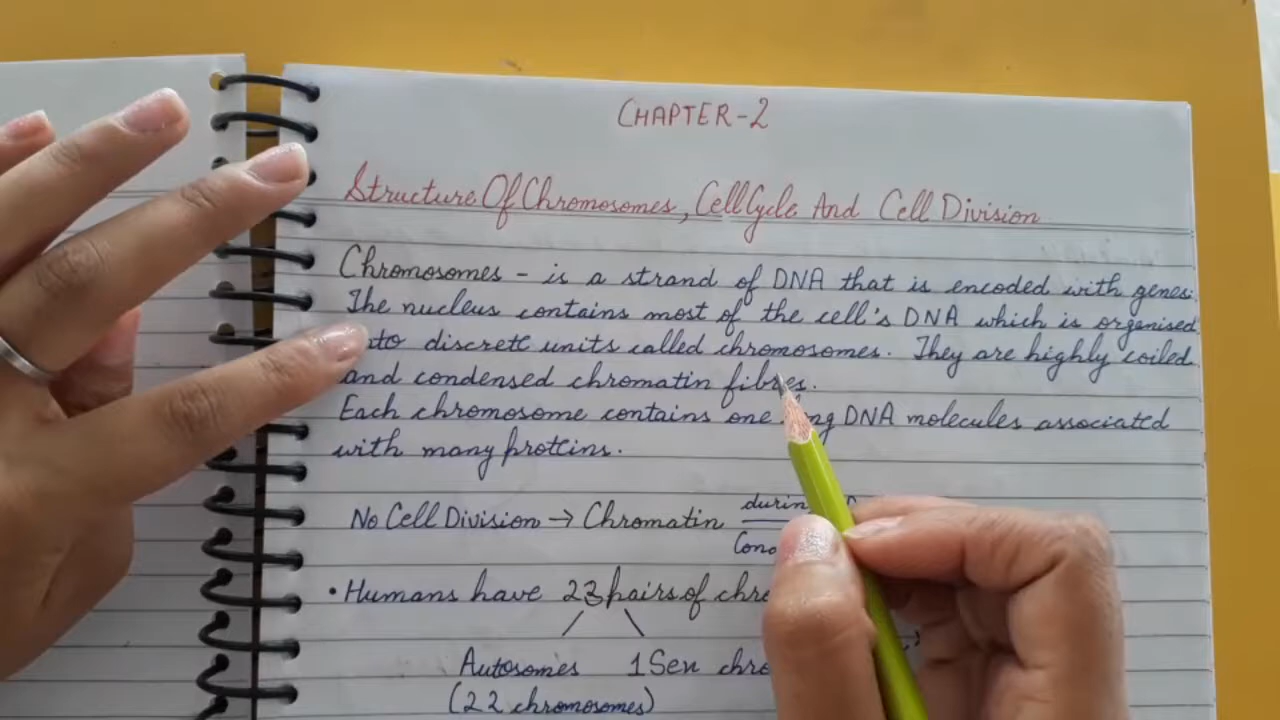 CHAPTER-2
Structure Of Chromosomes, Cell Cycle And Cell Division
Chromosomes - is a strand of DNA that is encoded with genes.
The nucleus contains most of the cell's DNA which is organised
discrete units called chromosomes. They are highly coiled
and condensed chromatin fibres.
Each chromosome contains one DNA molecules associated
with many proteins.
No Cell Division → Chromatin
• Humans have 23 pairs of
Autosomes 1 Sex
(22 chromosomes)